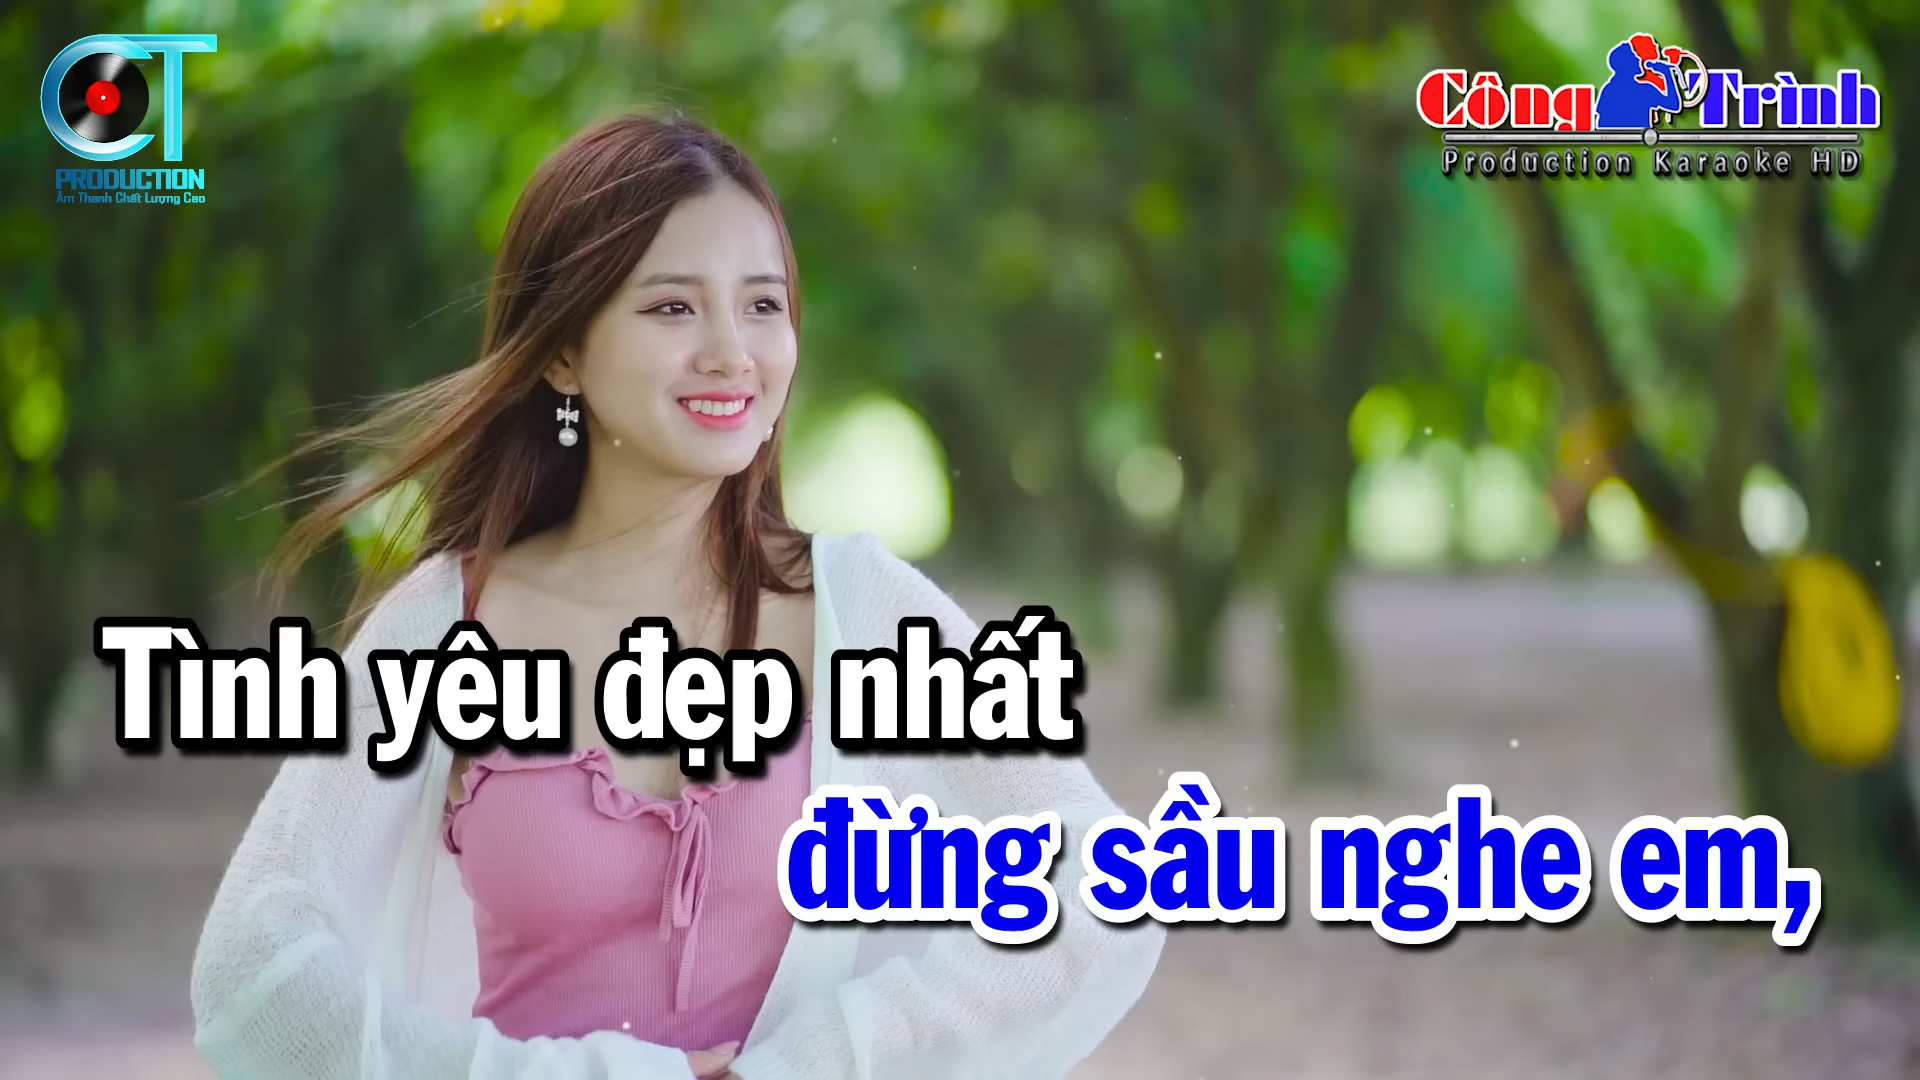 CT
PRODUCTION
Âm Thanh Chất Lượng Cao
Công Trình
Production Karaoke HD
Tình yêu đẹp nhất
đừng sầu nghe em,